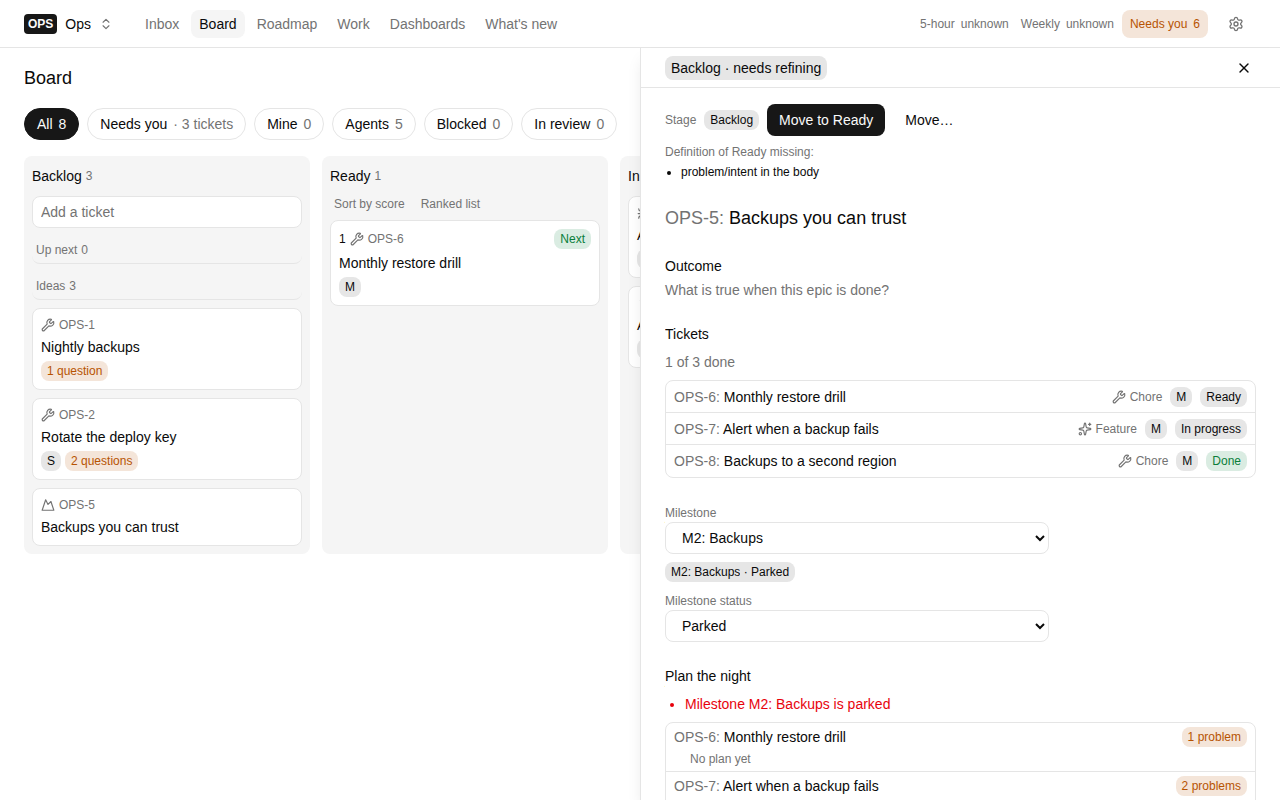 OPS Ops Inbox Board Roadmap Work Dashboards What's new 5-hour unknown Weekly unknown Needs you 6
Board
All 8 Needs you · 3 tickets Mine 0 Agents 5 Blocked 0 In review 0
Backlog 3
Add a ticket
Up next 0
Ideas 3
OPS-1
Nightly backups
1 question
OPS-2
Rotate the deploy key
S 2 questions
OPS-5
Backups you can trust
Ready 1
Sort by score Ranked list
1 OPS-6 Next
Monthly restore drill
M
In
Backlog · needs refining
Stage Backlog Move to Ready Move…
Definition of Ready missing:
• problem/intent in the body
OPS-5: Backups you can trust
Outcome
What is true when this epic is done?
Tickets
1 of 3 done
OPS-6: Monthly restore drill Chore M Ready
OPS-7: Alert when a backup fails Feature M In progress
OPS-8: Backups to a second region Chore M Done
Milestone
M2: Backups
M2: Backups · Parked
Milestone status
Parked
Plan the night
• Milestone M2: Backups is parked
OPS-6: Monthly restore drill 1 problem
No plan yet
OPS-7: Alert when a backup fails 2 problems